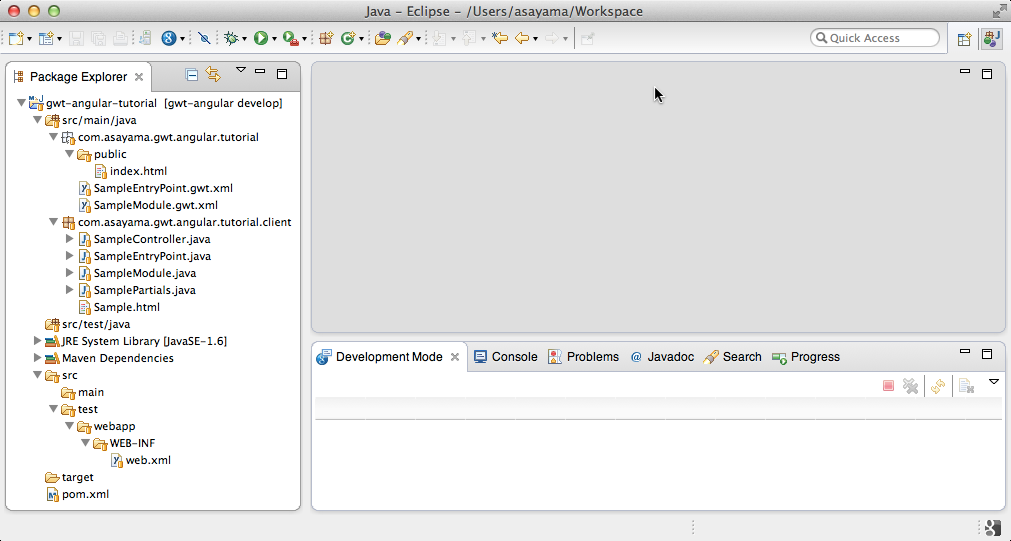 Java – Eclipse – /Users/asayama/Workspace
Quick Access
Package Explorer
gwt-angular-tutorial [gwt-angular develop]
src/main/java
com.asayama.gwt.angular.tutorial
public
index.html
SampleEntryPoint.gwt.xml
SampleModule.gwt.xml
com.asayama.gwt.angular.tutorial.client
SampleController.java
SampleEntryPoint.java
SampleModule.java
SamplePartials.java
Sample.html
src/test/java
JRE System Library [JavaSE-1.6]
Maven Dependencies
src
main
test
webapp
WEB-INF
web.xml
target
pom.xml
Development Mode Console Problems Javadoc Search Progress